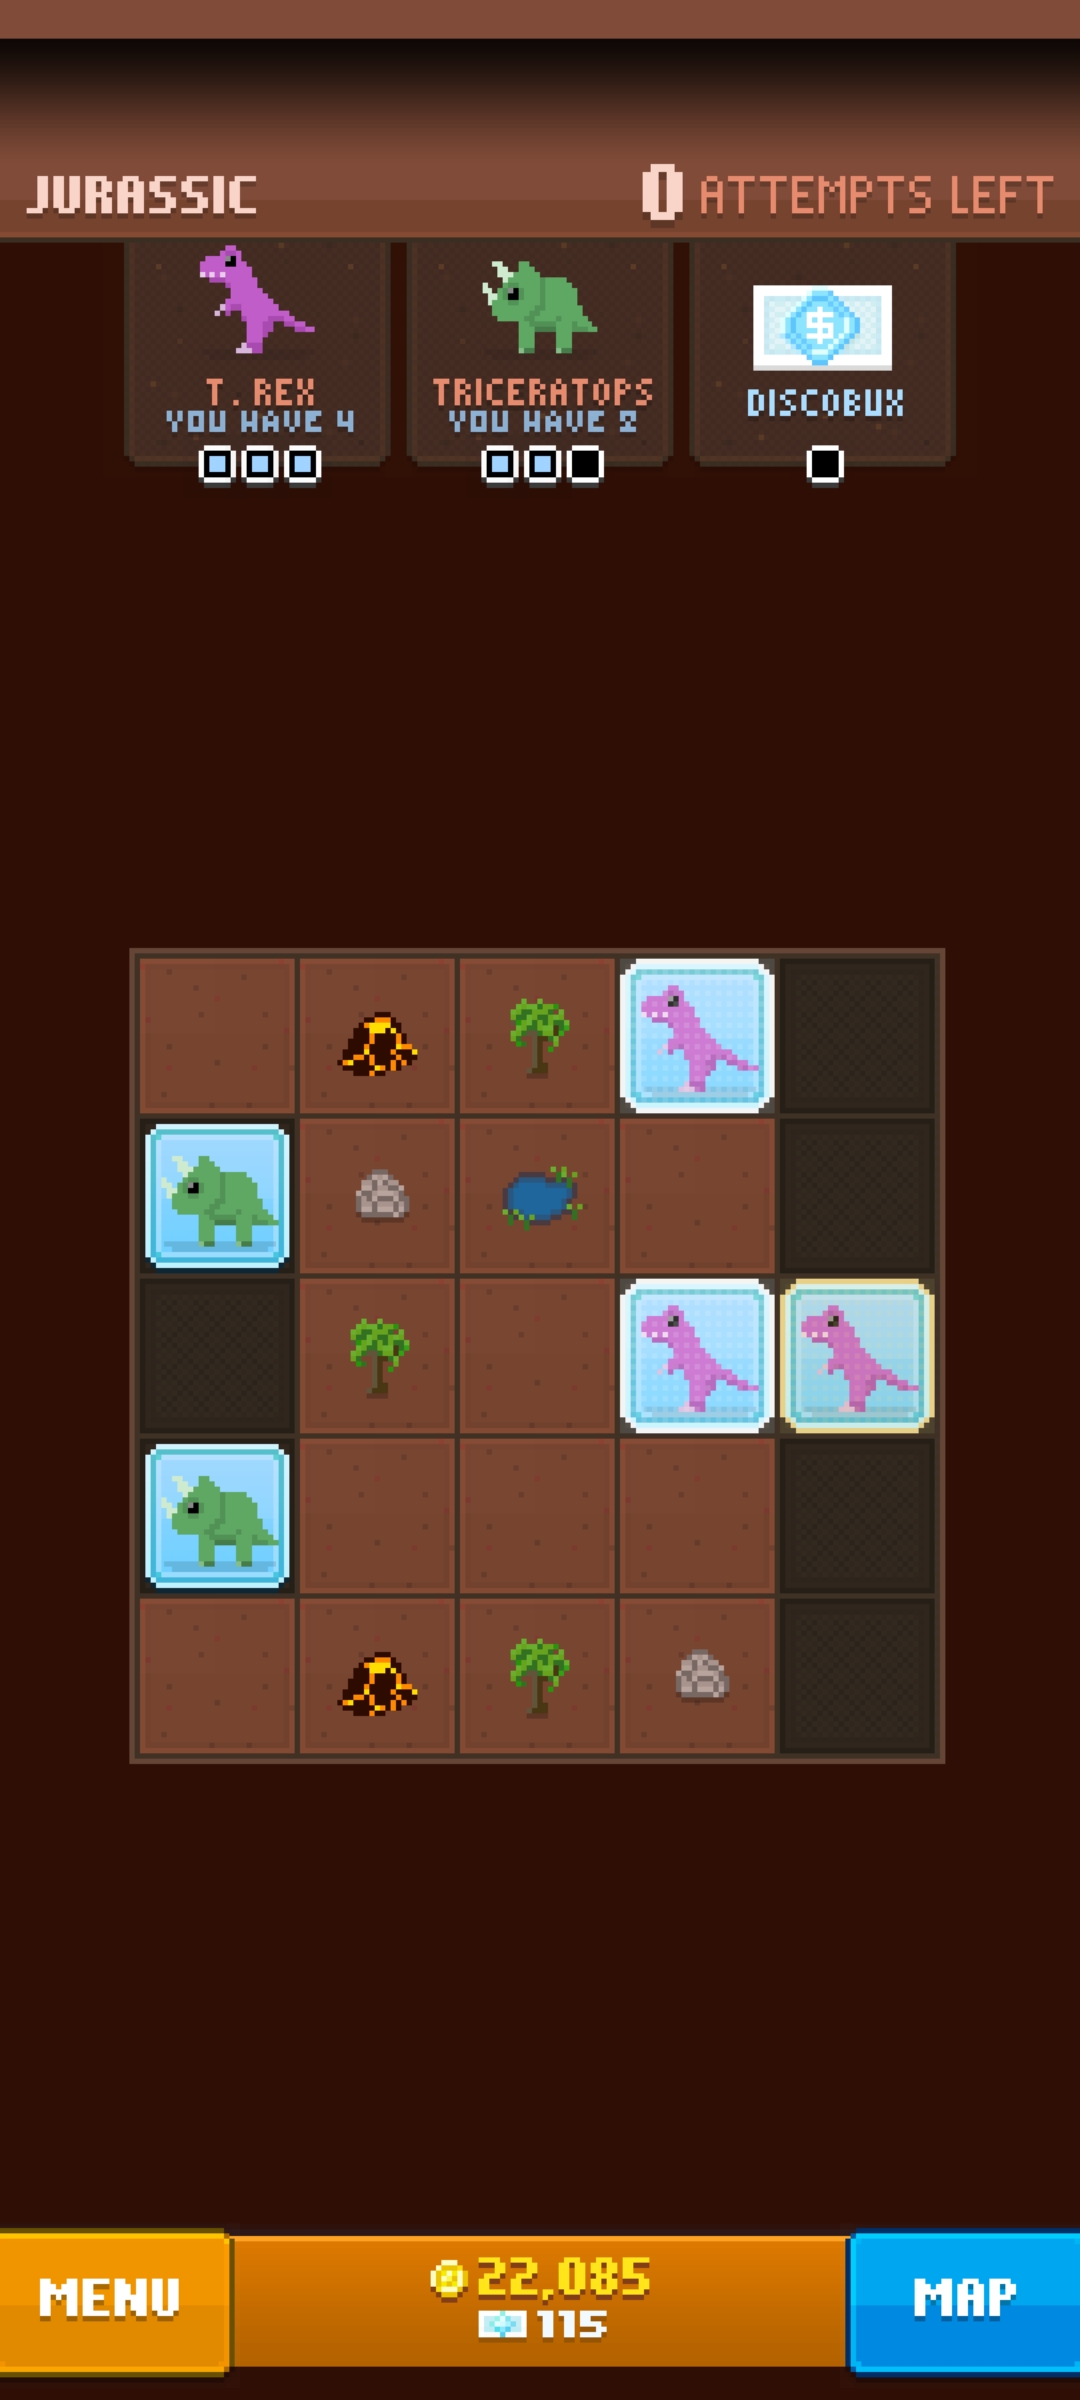 JURASSIC
0 ATTEMPTS LEFT
T. REX
YOU HAVE 4
TRICERATOPS
YOU HAVE 2
$
DISCOBUX
MENU
22,085
115
MAP